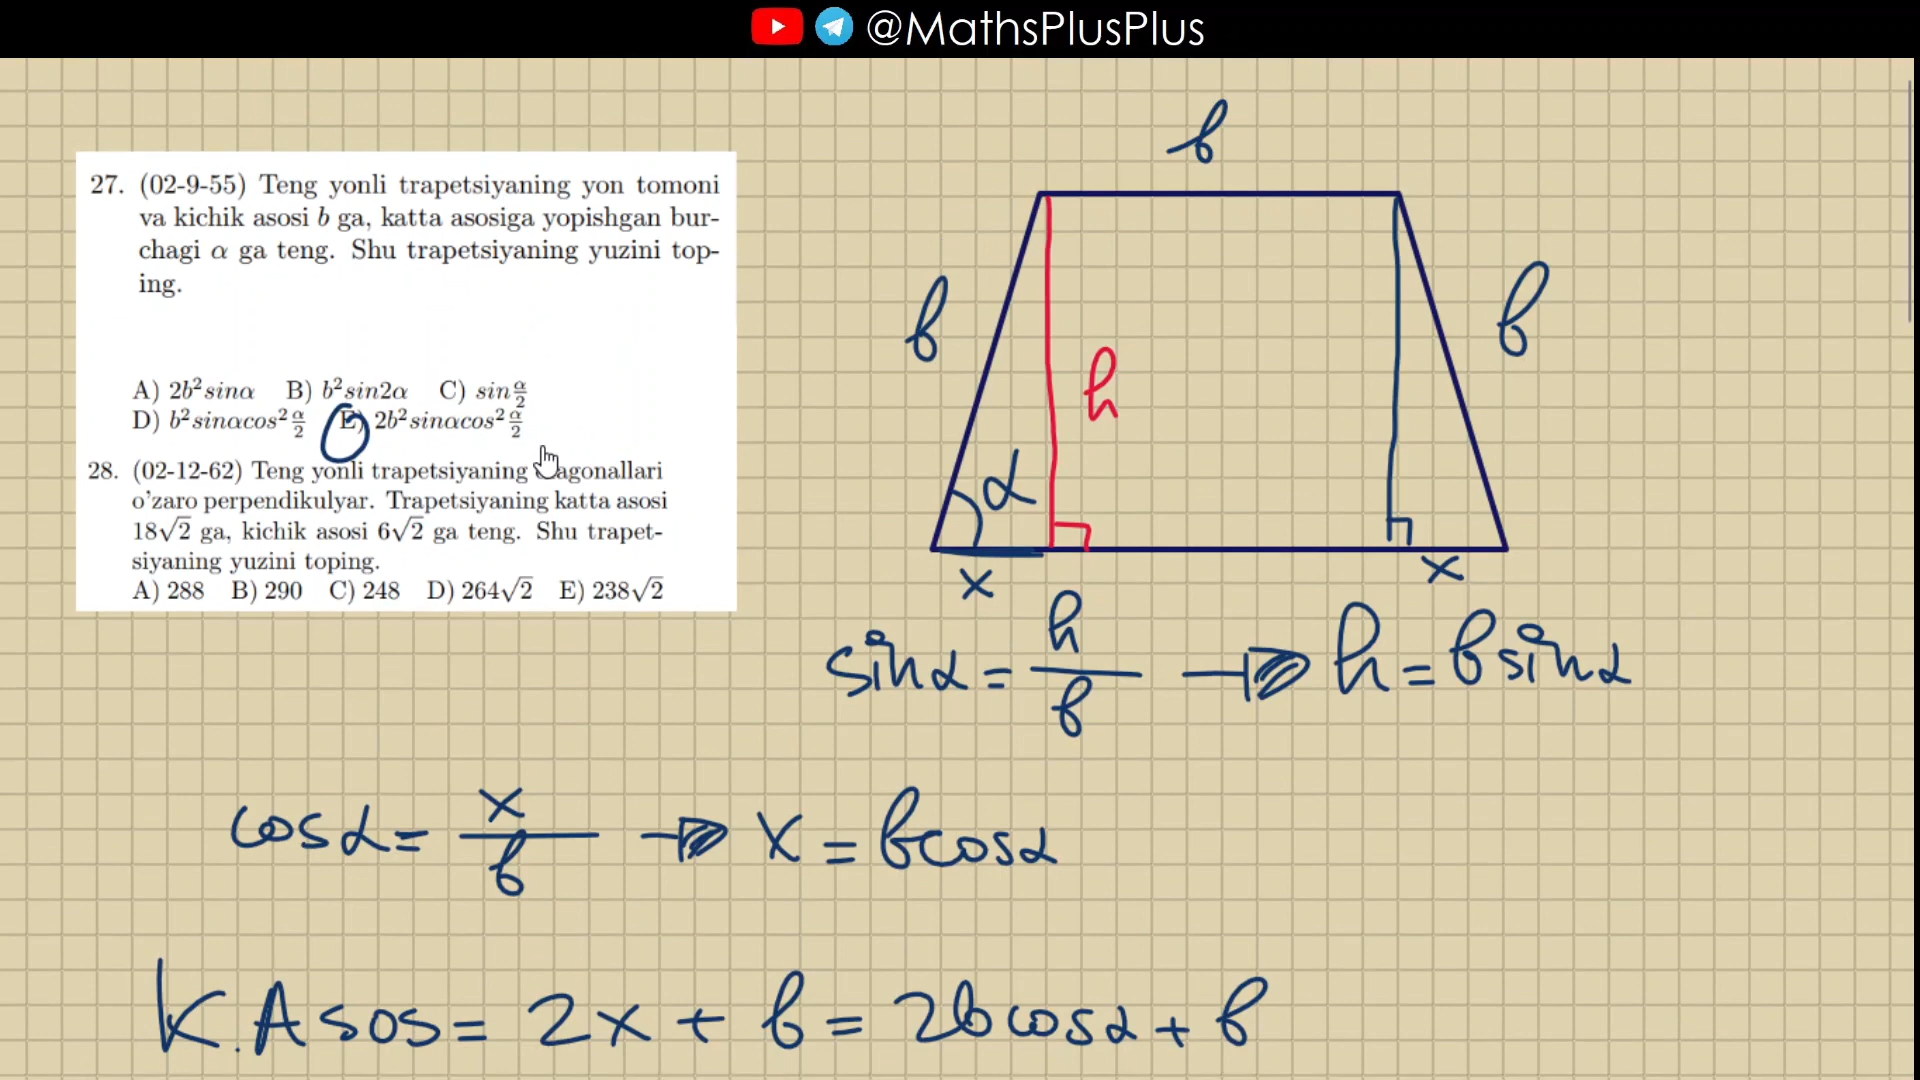 @MathsPlusPlus
27. (02-9-55) Teng yonli trapetsiyaning yon tomoni
va kichik asosi b ga, katta asosiga yopishgan bur-
chagi α ga teng. Shu trapetsiyaning yuzini top-
ing.
A) 2b²sinα B) b²sin2α C) sin α/2
D) b²sinαcos² α/2 E) 2b²sinαcos² α/2
28. (02-12-62) Teng yonli trapetsiyaning agonallari
o'zaro perpendikulyar. Trapetsiyaning katta asosi
18√2 ga, kichik asosi 6√2 ga teng. Shu trapet-
siyaning yuzini toping.
A) 288 B) 290 C) 248 D) 264√2 E) 238√2
b
b
b
h
α
x
x
sinα = h/b → h = bsinα
cosα = x/b → x = bcosα
K.Asos = 2x + b = 2bcosα + b